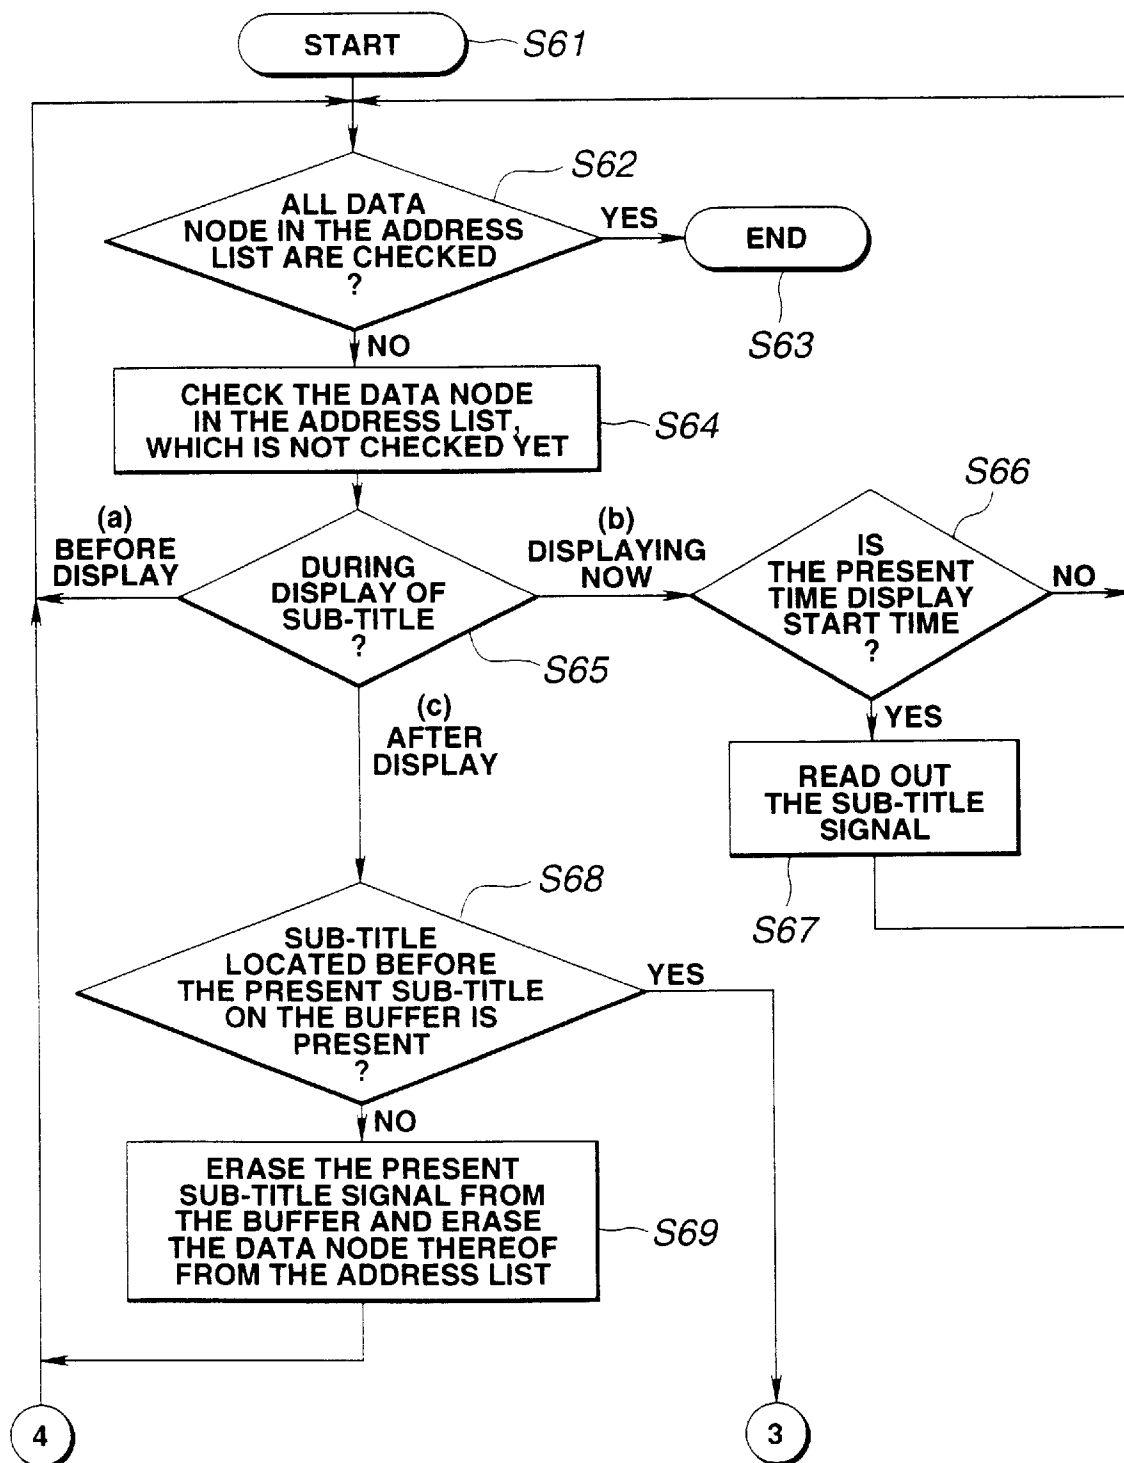 START
S61
S62
ALL DATA
NODE IN THE ADDRESS
LIST ARE CHECKED
?
YES
END
S63
NO
CHECK THE DATA NODE
IN THE ADDRESS LIST,
WHICH IS NOT CHECKED YET
S64
(a)
BEFORE
DISPLAY
DURING
DISPLAY OF
SUB-TITLE
?
S65
(b)
DISPLAYING
NOW
S66
IS
THE PRESENT
TIME DISPLAY
START TIME
?
NO
YES
READ OUT
THE SUB-TITLE
SIGNAL
S67
(c)
AFTER
DISPLAY
S68
SUB-TITLE
LOCATED BEFORE
THE PRESENT SUB-TITLE
ON THE BUFFER IS
PRESENT
?
YES
NO
ERASE THE PRESENT
SUB-TITLE SIGNAL FROM
THE BUFFER AND ERASE
THE DATA NODE THEREOF
FROM THE ADDRESS LIST
S69
4
3